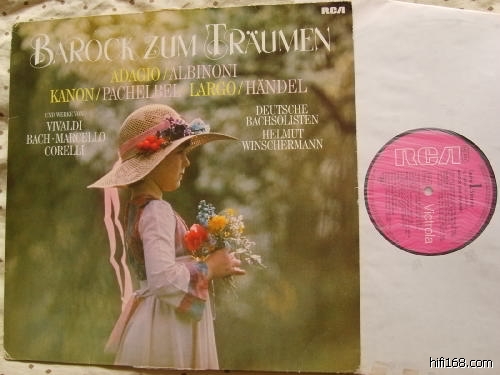 RCA
BAROCK ZUM TRÄUMEN
ADAGIO/ALBINONI
KANON/PACHELBEL LARGO/HÄNDEL
UND WERKE VON
VIVALDI
BACH·MARCELLO
CORELLI
DEUTSCHE
BACHSOLISTEN
HELMUT
WINSCHERMANN
RCA
1
Victrola
hifi168.com